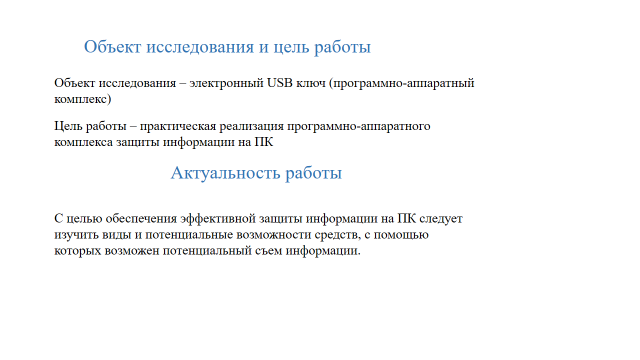 Объект исследования и цель работы
Объект исследования – электронный USB ключ (программно-аппаратный
комплекс)
Цель работы – практическая реализация программно-аппаратного
комплекса защиты информации на ПК
Актуальность работы
С целью обеспечения эффективной защиты информации на ПК следует
изучить виды и потенциальные возможности средств, с помощью
которых возможен потенциальный съем информации.